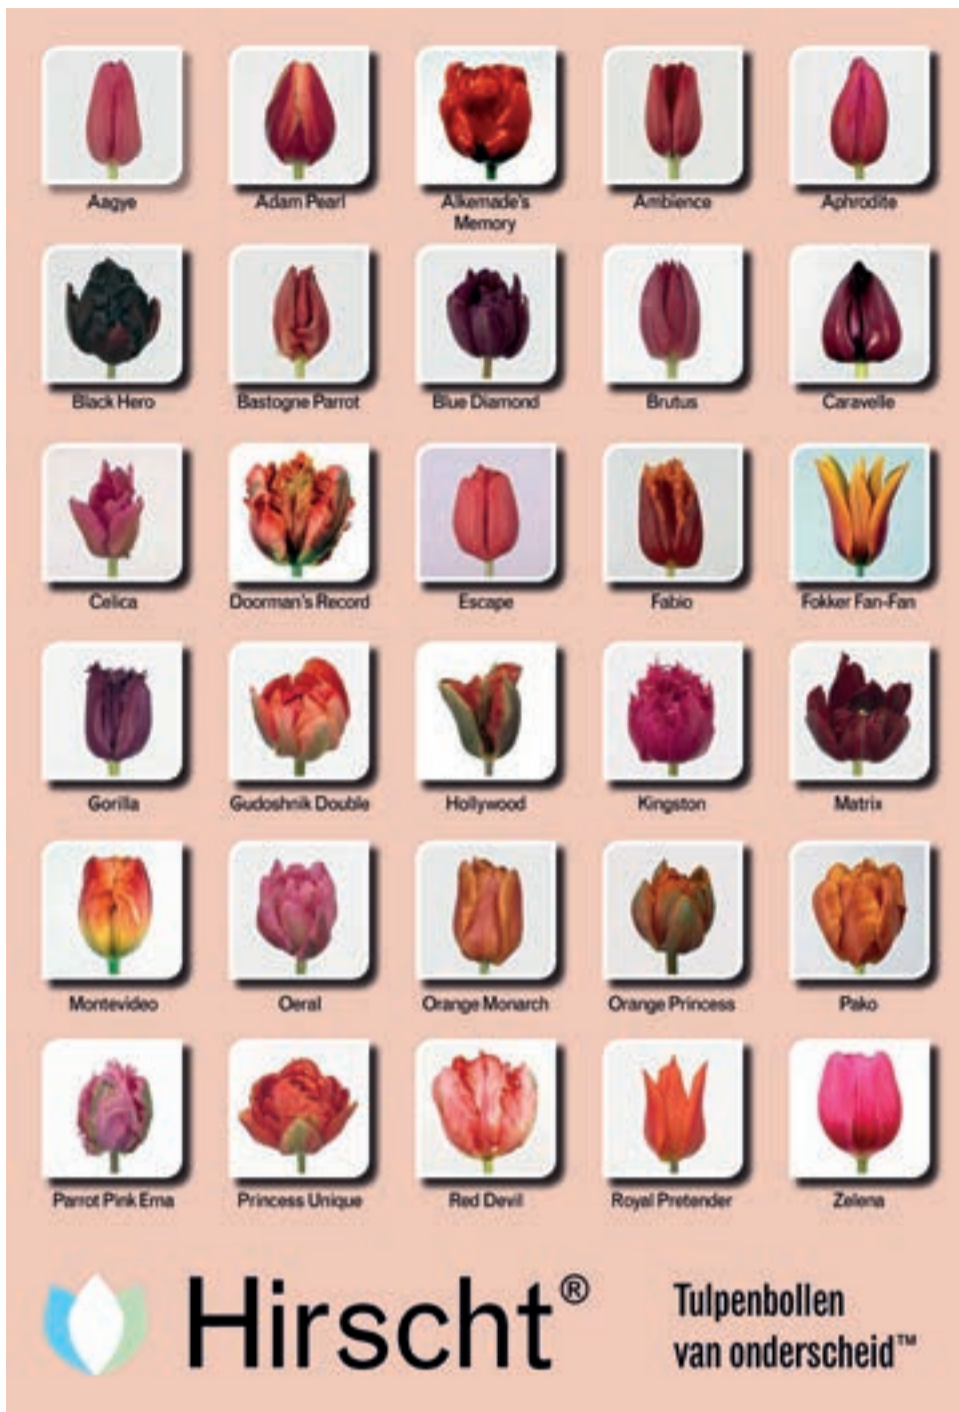 Aagye
Adam Pearl
Alkemade's
Memory
Ambience
Aphrodite
Black Hero
Bastogne Parrot
Blue Diamond
Brutus
Caravelle
Celica
Doorman's Record
Escape
Fabio
Fokker Fan-Fan
Gorilla
Gudoshnik Double
Hollywood
Kingston
Matrix
Montevideo
Oeral
Orange Monarch
Orange Princess
Pako
Parrot Pink Ema
Princess Unique
Red Devil
Royal Pretender
Zelena
Hirscht®
Tulpenbollen
van onderscheid™